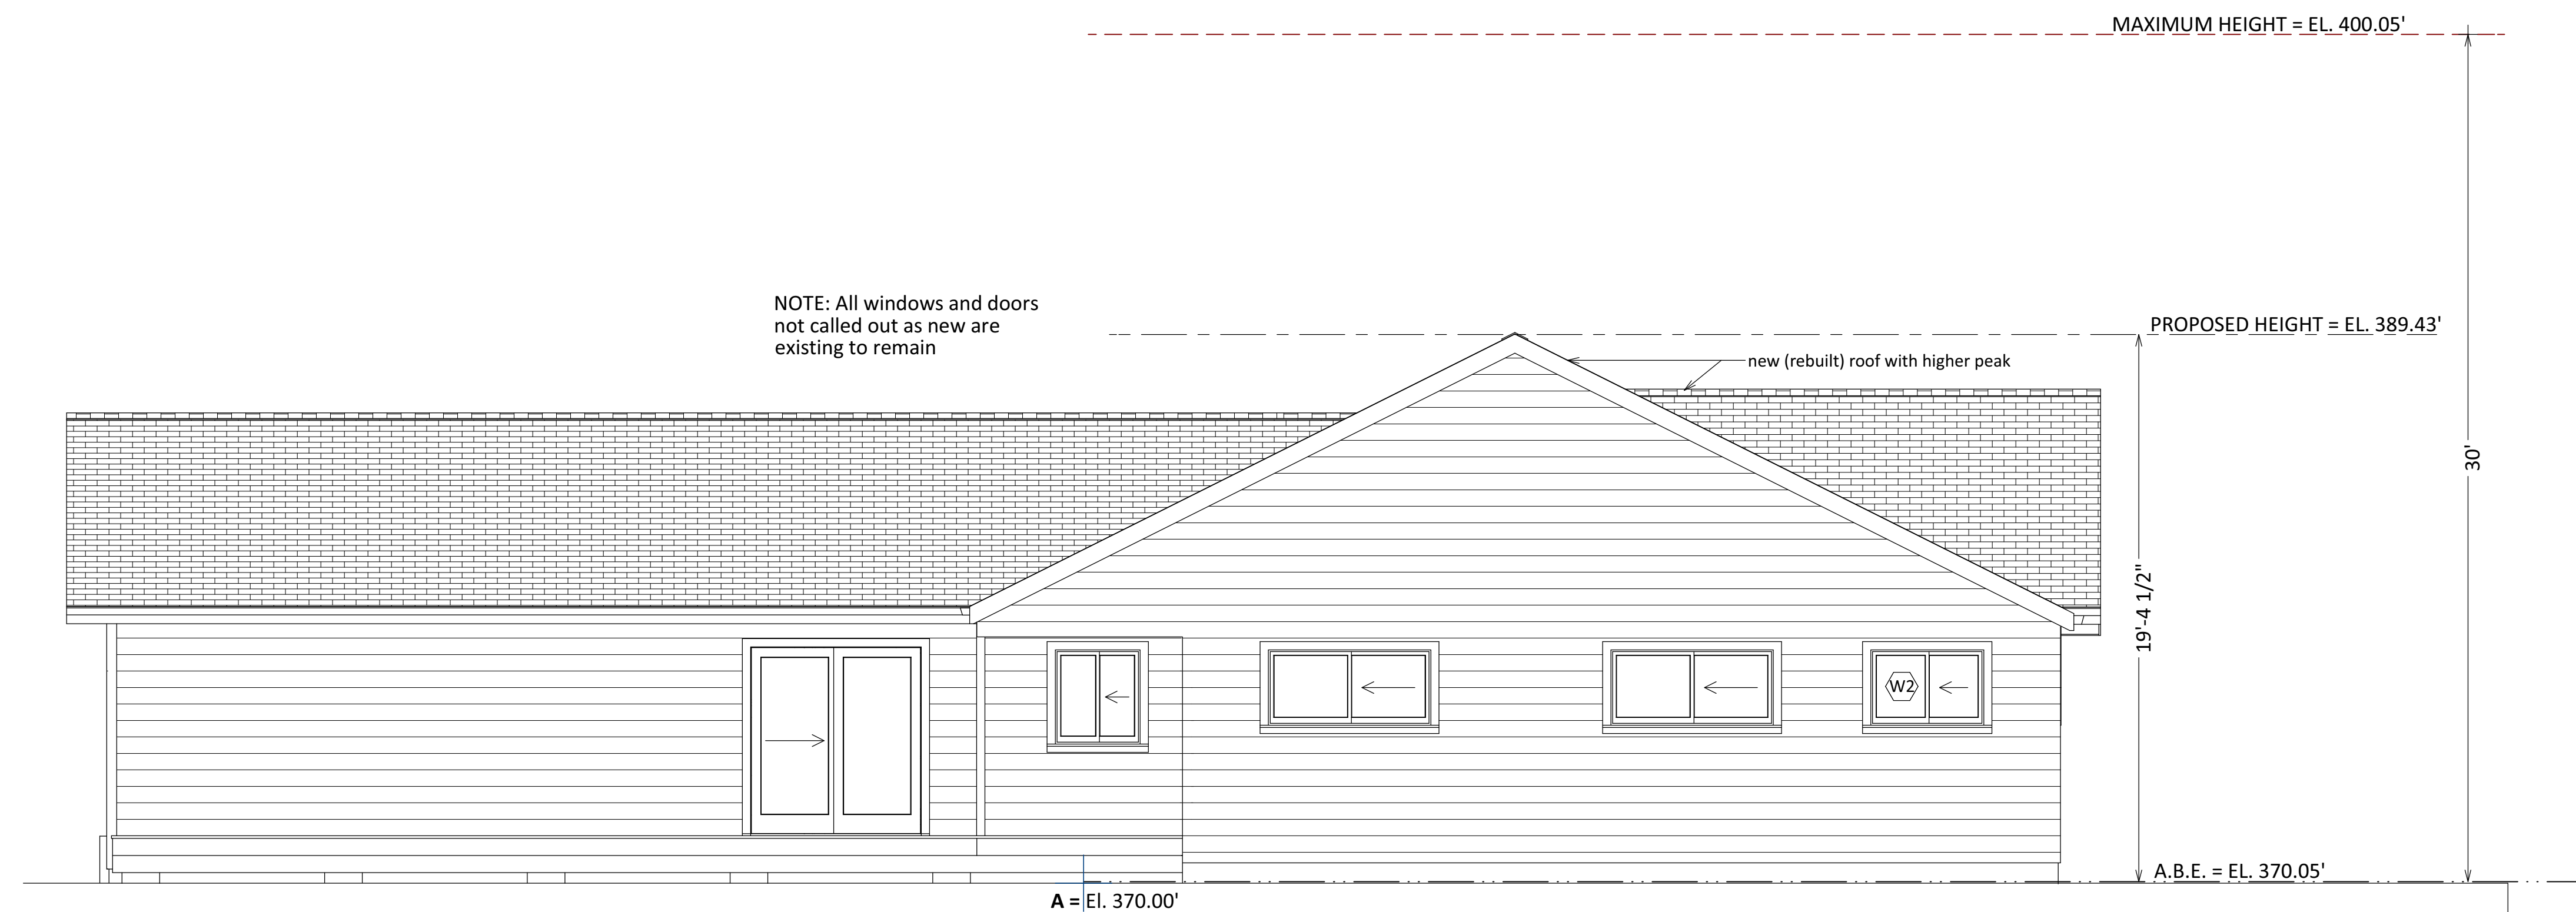 MAXIMUM HEIGHT = EL. 400.05'
NOTE: All windows and doors
not called out as new are
existing to remain
PROPOSED HEIGHT = EL. 389.43'
new (rebuilt) roof with higher peak
30'
19'-4 1/2"
W2
A.B.E. = EL. 370.05'
A = El. 370.00'